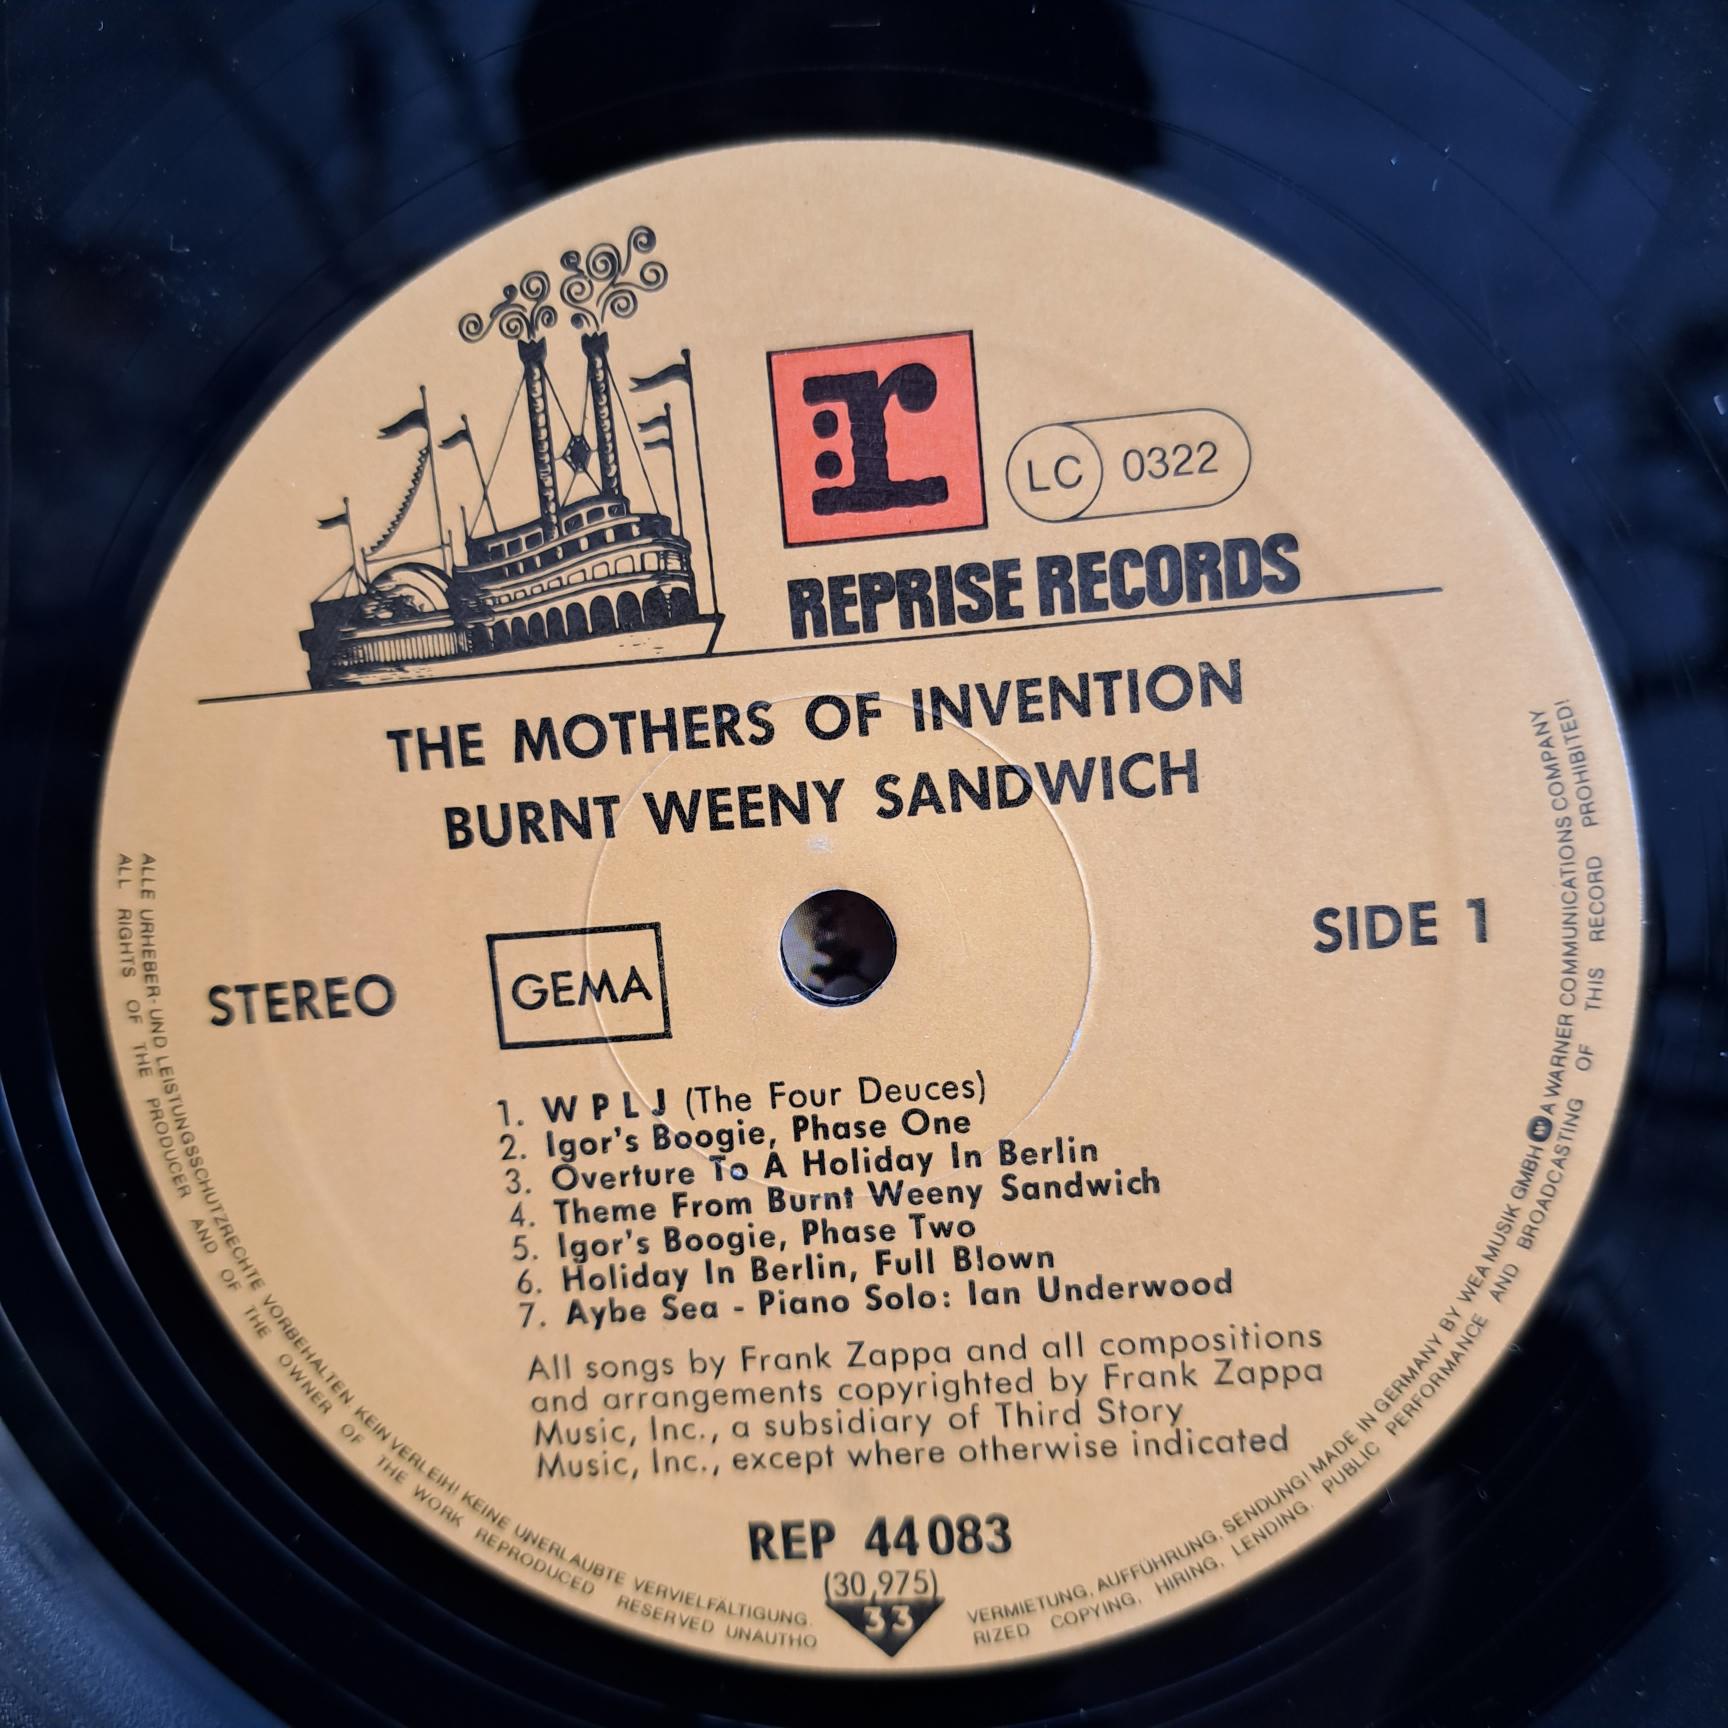 r:
LC 0322
REPRISE RECORDS
THE MOTHERS OF INVENTION
BURNT WEENY SANDWICH
STEREO
GEMA
SIDE 1
1. W P L J (The Four Deuces)
2. Igor's Boogie, Phase One
3. Overture To A Holiday In Berlin
4. Theme From Burnt Weeny Sandwich
5. Igor's Boogie, Phase Two
6. Holiday In Berlin, Full Blown
7. Aybe Sea - Piano Solo: Ian Underwood
All songs by Frank Zappa and all compositions
and arrangements copyrighted by Frank Zappa
Music, Inc., a subsidiary of Third Story
Music, Inc., except where otherwise indicated
REP 44 083
(30,975)
33
ALLE URHEBER- UND LEISTUNGSSCHUTZRECHTE VORBEHALTEN KEIN VERLEIH! KEINE UNERLAUBTE VERVIELFÄLTIGUNG. VERMIETUNG, AUFFÜHRUNG, SENDUNG! MADE IN GERMANY BY WEA MUSIK GMBH A WARNER COMMUNICATIONS COMPANY
ALL RIGHTS OF THE PRODUCER AND OF THE OWNER OF THE WORK REPRODUCED RESERVED UNAUTHORIZED COPYING, HIRING, LENDING, PUBLIC PERFORMANCE AND BROADCASTING OF THIS RECORD PROHIBITED!